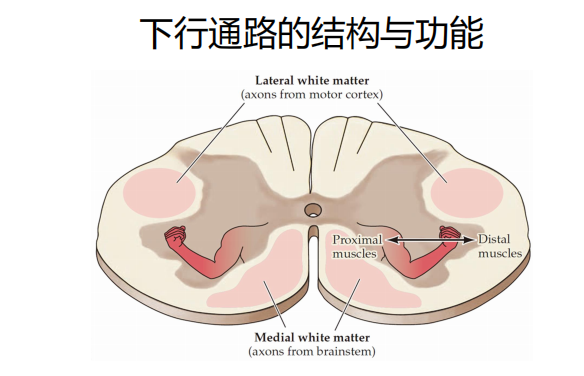 下行通路的结构与功能
Lateral white matter
(axons from motor cortex)
Proximal
muscles
Distal
muscles
Medial white matter
(axons from brainstem)